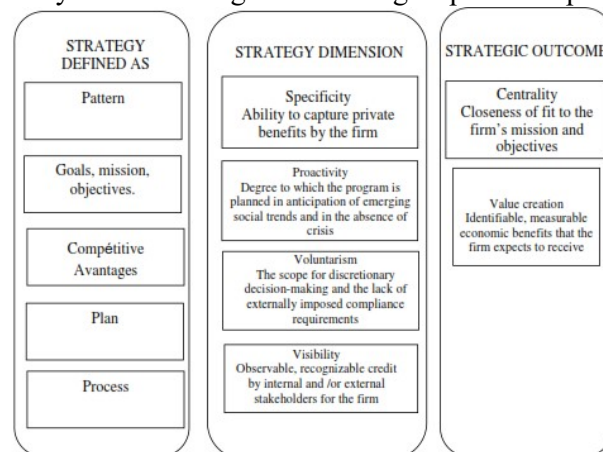 STRATEGY
DEFINED AS
Pattern
Goals, mission,
objectives.
Compétitive
Avantages
Plan
Process
STRATEGY DIMENSION
Specificity
Ability to capture private
benefits by the firm
Proactivity
Degree to which the program is
planned in anticipation of emerging
social trends and in the absence of
crisis
Voluntarism
The scope for discretionary
decision-making and the lack of
externally imposed compliance
requirements
Visibility
Observable, recognizable credit
by internal and /or external
stakeholders for the firm
STRATEGIC OUTCOME
Centrality
Closeness of fit to the
firm's mission and
objectives
Value creation
Identifiable, measurable
economic benefits that the
firm expects to receive